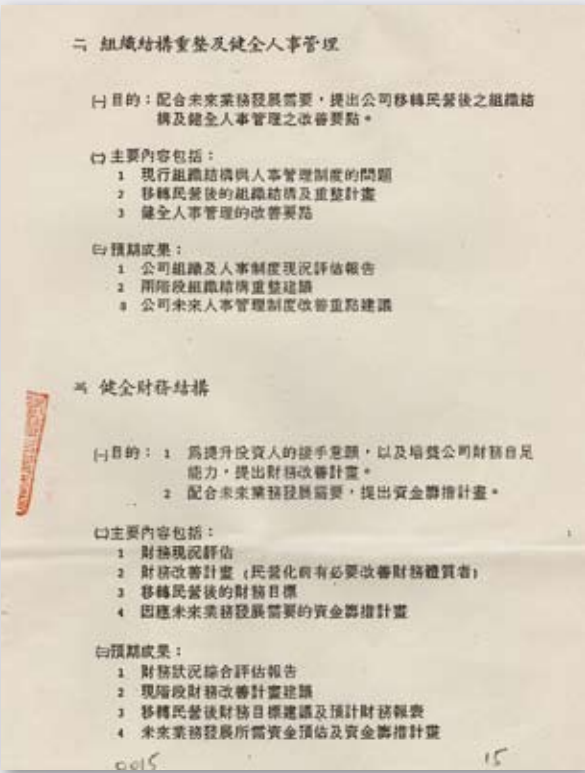 二、組織結構重整及健全人事管理
㈠目的：配合未來業務發展需要，提出公司移轉民營後之組織結
構及健全人事管理之改善要點。
㈡主要內容包括：
1 現行組織結構與人事管理制度的問題
2 移轉民營後的組織結構及重整計畫
3 健全人事管理的改善要點
㈢預期成果：
1 公司組織及人事制度現況評估報告
2 兩階段組織結構重整建議
3 公司未來人事管理制度改善重點建議
健全財務結構
㈠目的：1 為提升投資人的接手意願，以及培養公司財務自足
能力，提出財務改善計畫。
2 配合未來業務發展需要，提出資金籌措計畫。
㈡主要內容包括：
1 財務現況評估
2 財務改善計畫（民營化前有必要改善財務體質者）
3 移轉民營後的財務目標
4 因應未來業務發展需要的資金籌措計畫
㈢預期成果：
1 財務狀況綜合評估報告
2 現階段財務改善計畫建議
3 移轉民營後財務目標建議及預計財務報表
4 未來業務發展所需資金預估及資金籌措計畫
0015
15